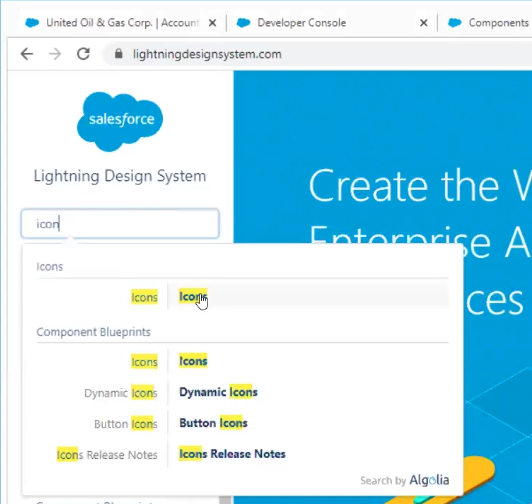 United Oil & Gas Corp. | Account
Developer Console
Components
lightningdesignsystem.com
salesforce
Lightning Design System
Create the W
Enterprise A
ces
icon
Icons
Icons Icons
Component Blueprints
Icons Icons
Dynamic Icons Dynamic Icons
Button Icons Button Icons
Icons Release Notes Icons Release Notes
Search by Algolia